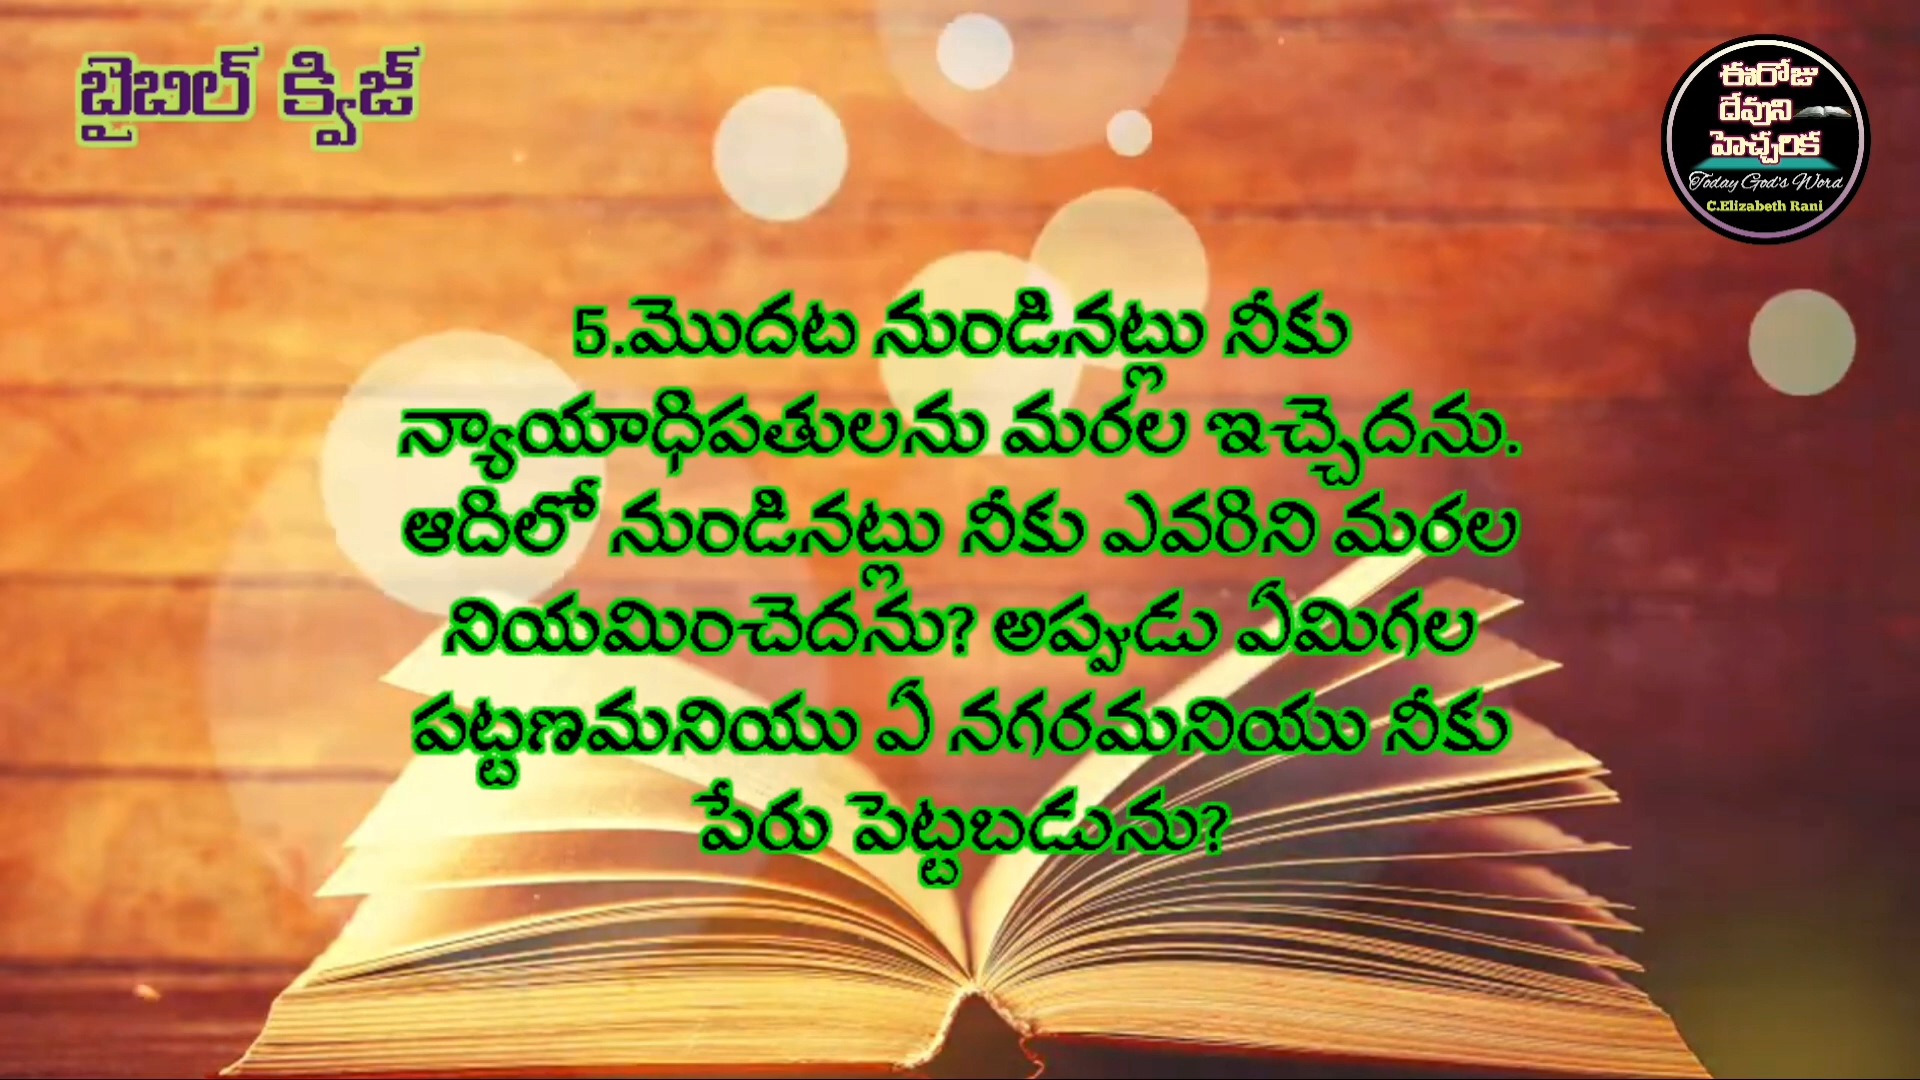 బైబిల్ క్విజ్
ఈరోజు
దేవుని
హెచ్చరిక
Today God's Word
C.Elizabeth Rani
5.మొదట నుండినట్లు నీకు
న్యాయాధిపతులను మరల ఇచ్చెదను.
ఆదిలో నుండినట్లు నీకు ఎవరిని మరల
నియమించెదను? అప్పుడు ఏమిగల
పట్టణమనియు ఏ నగరమనియు నీకు
పేరు పెట్టబడును?